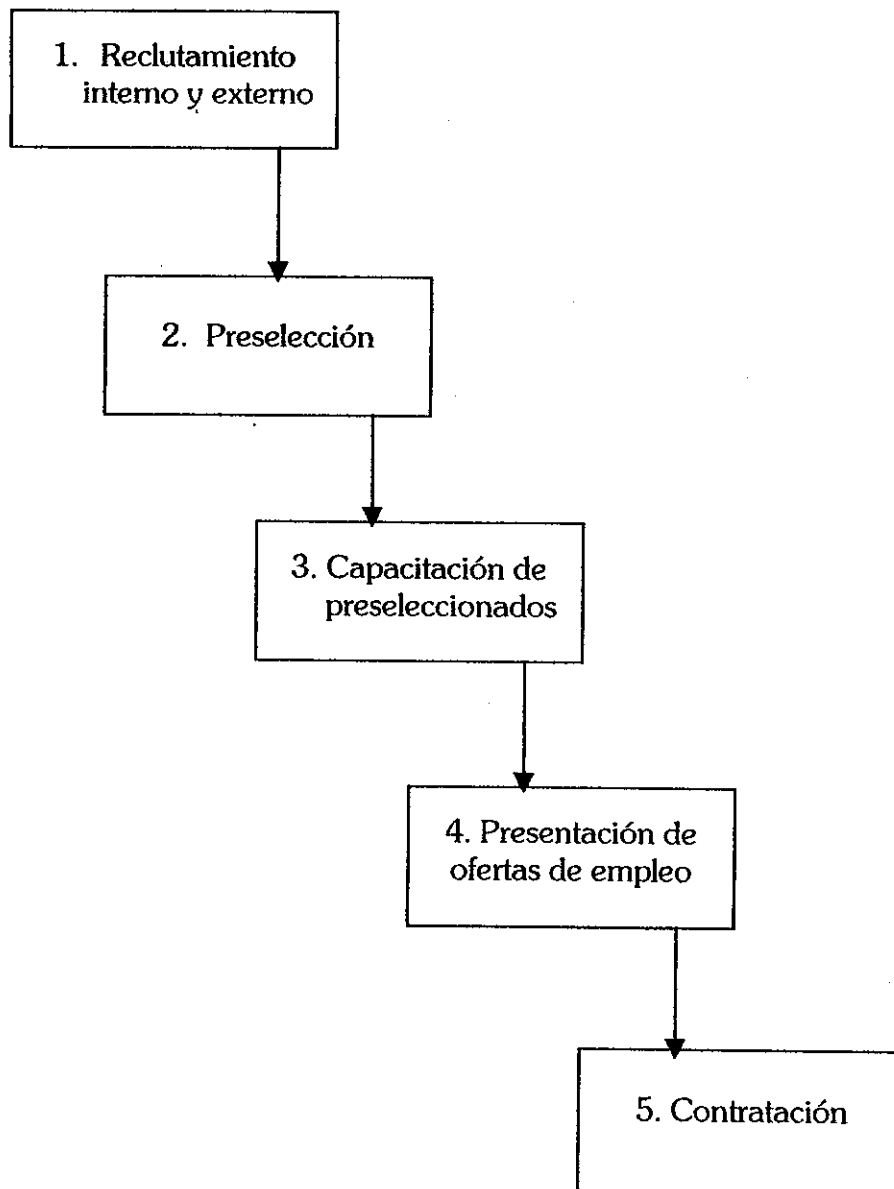 1. Reclutamiento
interno y externo
2. Preselección
3. Capacitación de
preseleccionados
4. Presentación de
ofertas de empleo
5. Contratación